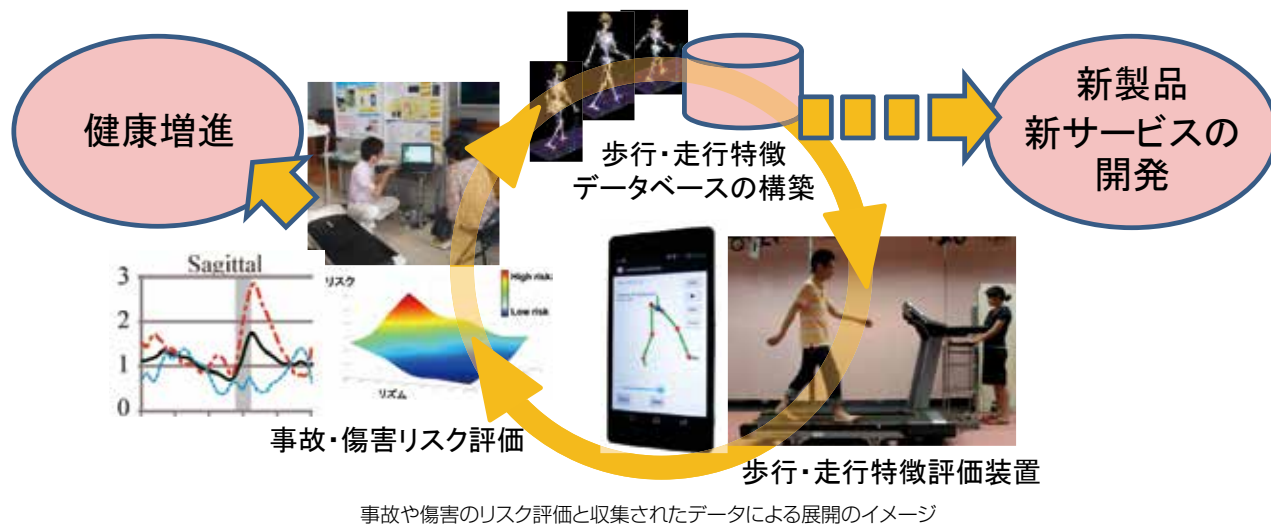 健康増進
歩行・走行特徴
データベースの構築
新製品
新サービスの
開発
Sagittal
3
2
1
0
リスク
High risk
Low risk
リズム
事故・傷害リスク評価
歩行・走行特徴評価装置
事故や傷害のリスク評価と収集されたデータによる展開のイメージ